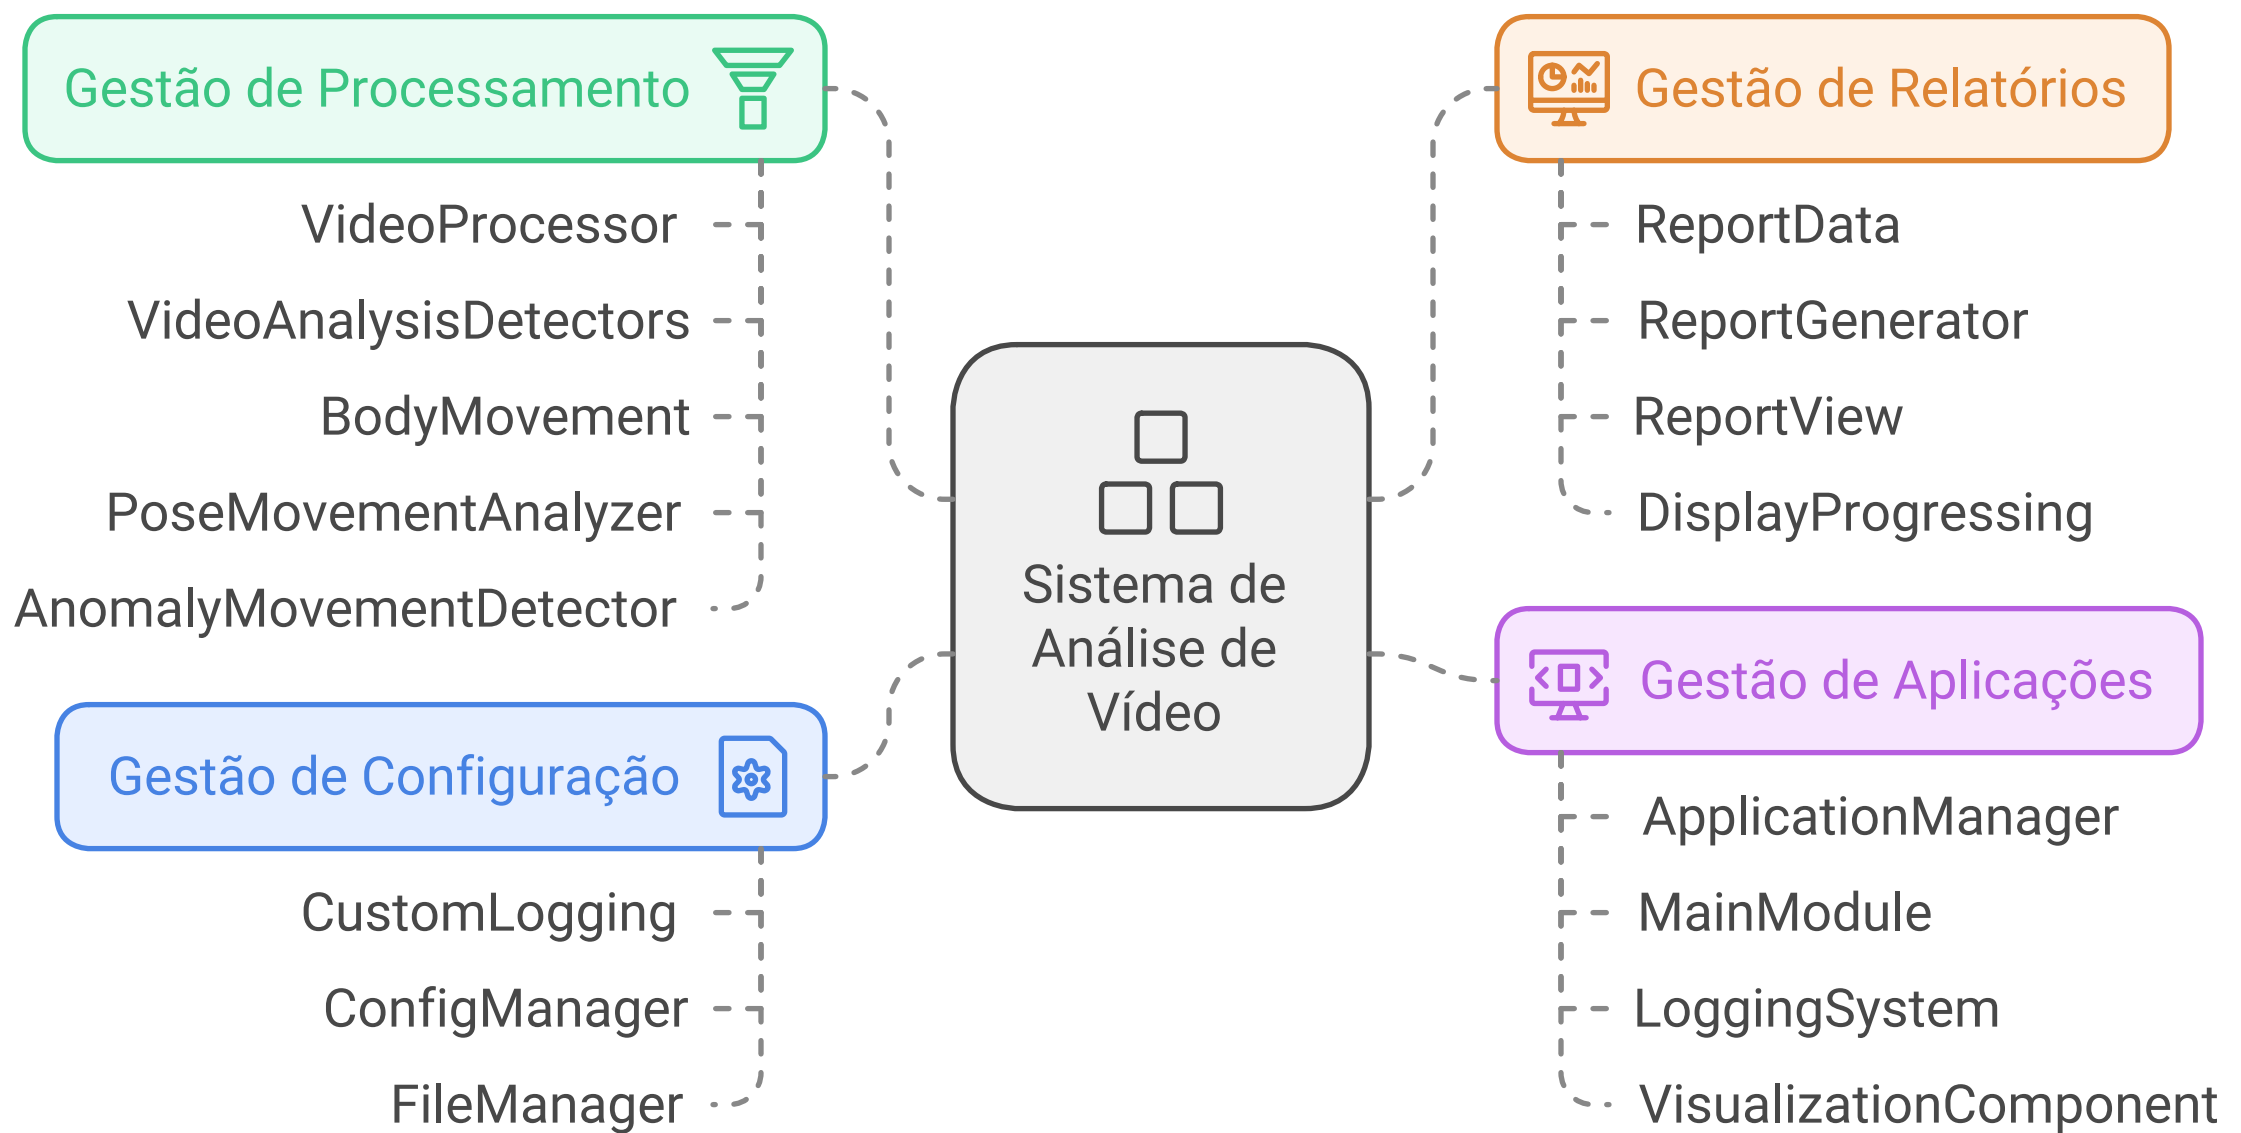 Gestão de Processamento
VideoProcessor
VideoAnalysisDetectors
BodyMovement
PoseMovementAnalyzer
AnomalyMovementDetector
Gestão de Configuração
CustomLogging
ConfigManager
FileManager
Sistema de
Análise de
Vídeo
Gestão de Relatórios
ReportData
ReportGenerator
ReportView
DisplayProgressing
Gestão de Aplicações
ApplicationManager
MainModule
LoggingSystem
VisualizationComponent